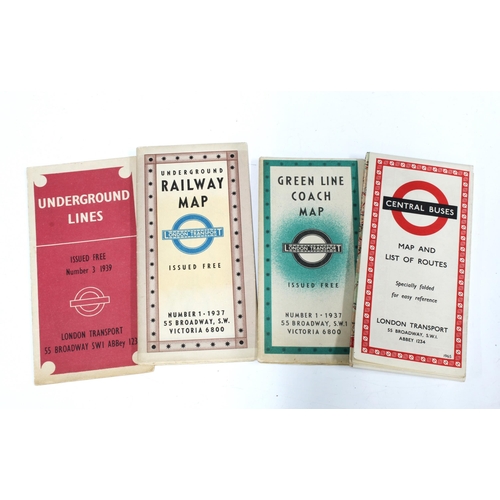 UNDERGROUND
LINES
ISSUED FREE
Number 3 1939
LONDON TRANSPORT
55 BROADWAY SW1 ABBey 123
UNDERGROUND
RAILWAY
MAP
LONDON TRANSPORT
ISSUED FREE
NUMBER 1 - 1937
55 BROADWAY, S.W.
VICTORIA 6800
GREEN LINE
COACH
MAP
LONDON TRANSPORT
ISSUED FREE
NUMBER 1 - 1937
55 BROADWAY, S.W.1
VICTORIA 6800
CENTRAL BUSES
MAP AND
LIST OF ROUTES
Specially folded
for easy reference
LONDON TRANSPORT
55 BROADWAY, S.W.1.
ABBEY 1234